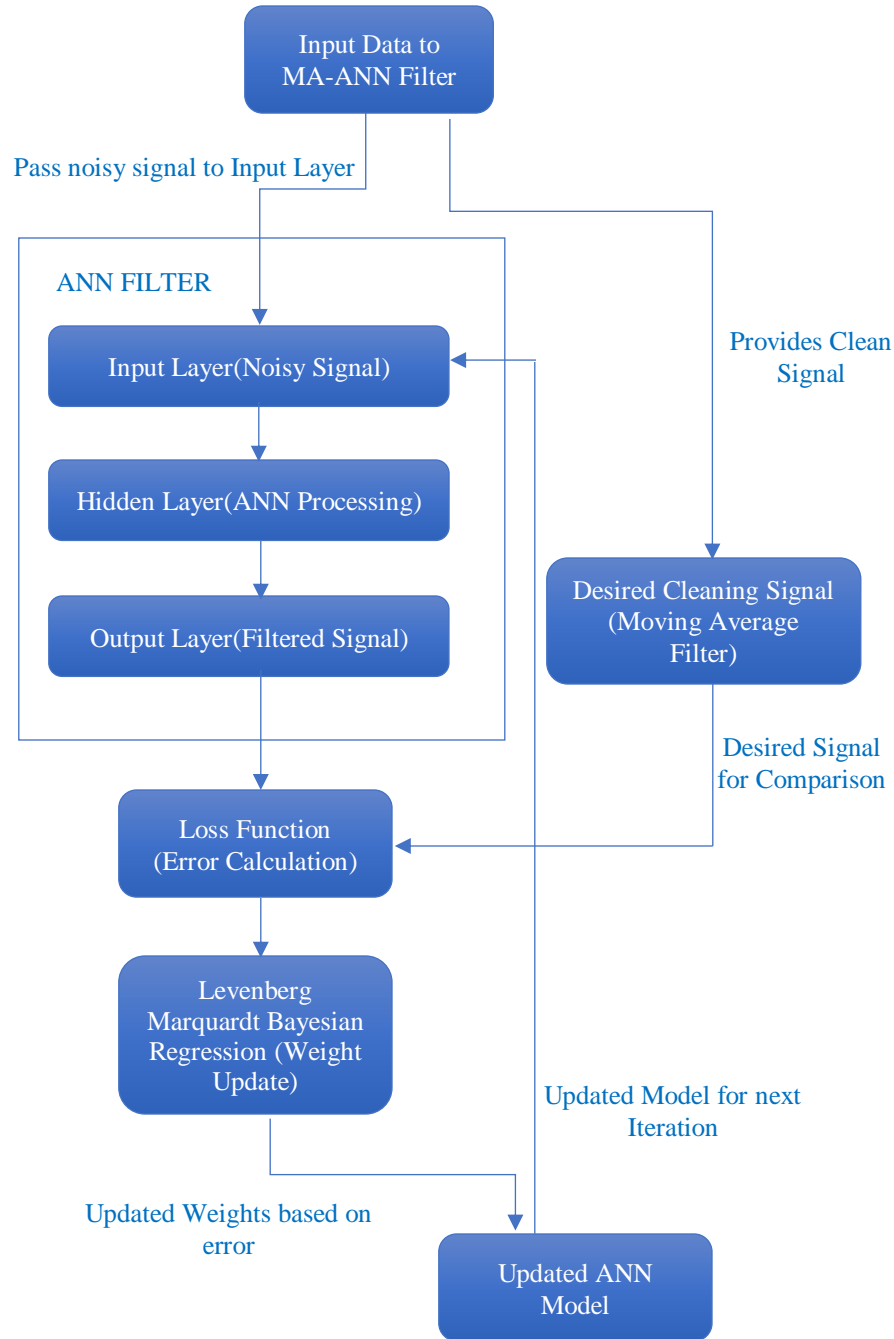 Input Data to
MA-ANN Filter
Pass noisy signal to Input Layer
ANN FILTER
Input Layer(Noisy Signal)
Provides Clean
Signal
Hidden Layer(ANN Processing)
Desired Cleaning Signal
(Moving Average
Filter)
Output Layer(Filtered Signal)
Desired Signal
for Comparison
Loss Function
(Error Calculation)
Levenberg
Marquardt Bayesian
Regression (Weight
Update)
Updated Model for next
Iteration
Updated Weights based on
error
Updated ANN
Model